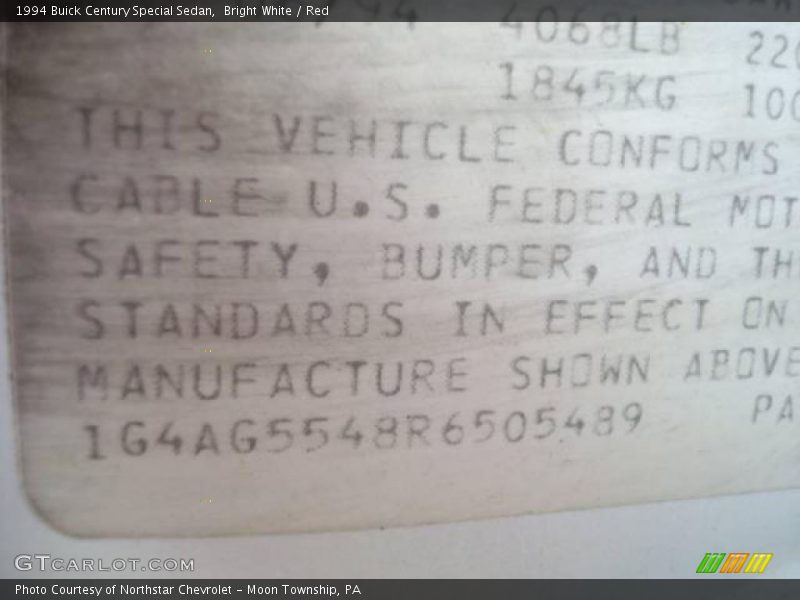 1994 Buick Century Special Sedan,  Bright White / Red
4068LB
1845KG
THIS VEHICLE CONFORMS
CABLE U.S. FEDERAL MOT
SAFETY, BUMPER, AND TH
STANDARDS IN EFFECT ON
MANUFACTURE SHOWN ABOVE
1G4AG5548R6505489 PA
GTCARLOT.COM
Photo Courtesy of Northstar Chevrolet - Moon Township, PA